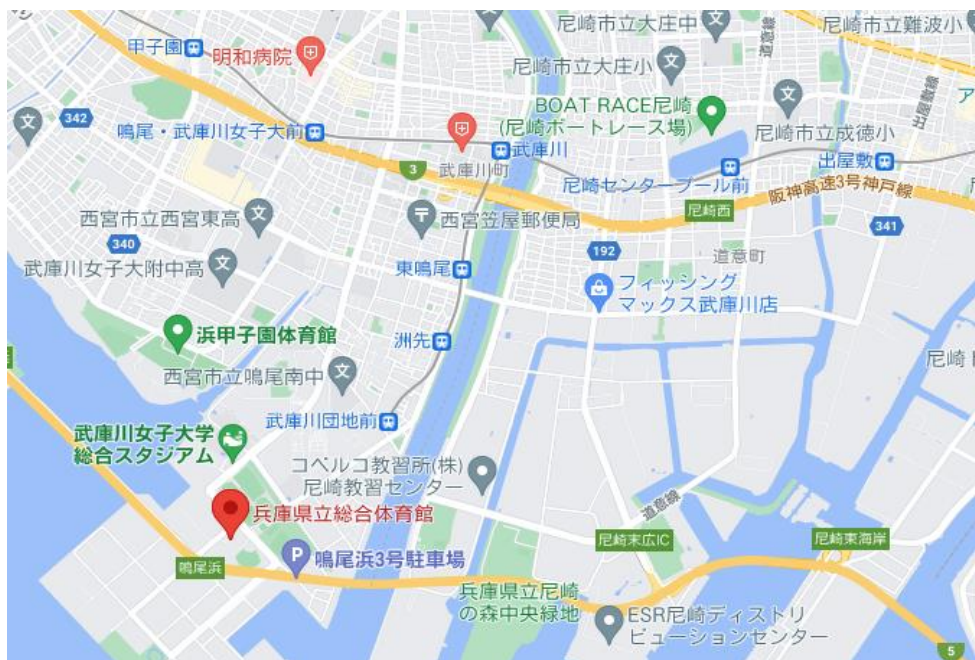 尼崎市立大庄中
尼崎市立難波小
甲子園
明和病院
道意線
尼崎市立大庄小
出屋敷線
BOAT RACE尼崎
(尼崎ボートレース場)
342
鳴尾・武庫川女子大前
武庫川
尼崎市立成徳小
3
武庫川町
出屋敷
尼崎センタープール前
阪神高速3号神戸線
西宮市立西宮東高
西宮笠屋郵便局
尼崎西
341
340
192
道意町
武庫川女子大附中高
東鳴尾
フィッシング
マックス武庫川店
浜甲子園体育館
洲先
尼崎
西宮市立鳴尾南中
武庫川団地前
武庫川女子大学
総合スタジアム
コベルコ教習所(株)
尼崎教習センター
道意線
兵庫県立総合体育館
尼崎末広IC
尼崎東海岸
鳴尾浜
P
鳴尾浜3号駐車場
兵庫県立尼崎
の森中央緑地
ESR尼崎ディストリ
ビューションセンター
5